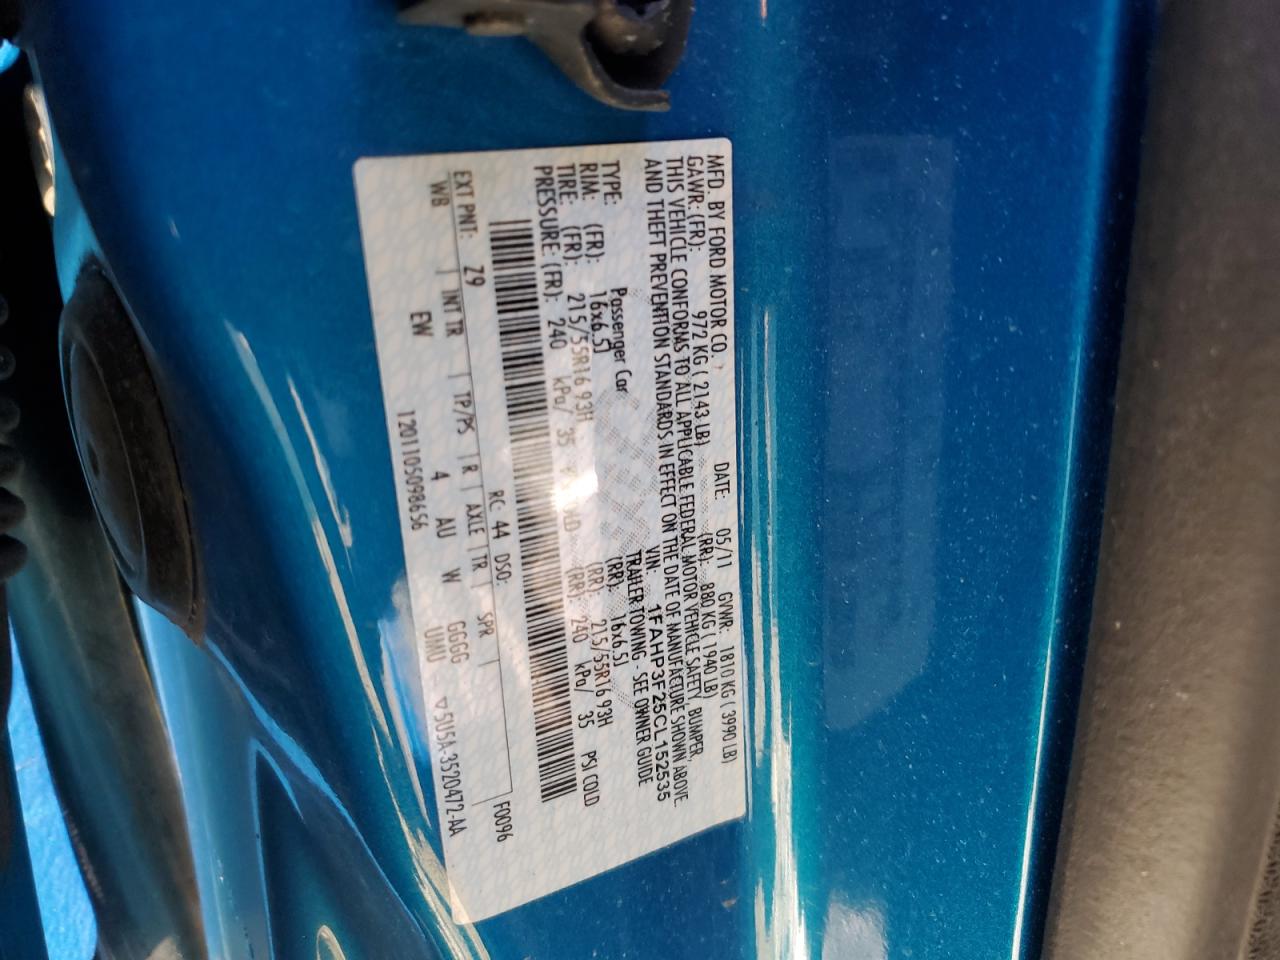 MFD. BY FORD MOTOR CO.
DATE: 05/11 GVWR: 1810 KG ( 3990 LB)
GAWR: (FR): 972 KG ( 2143 LB) (RR): 880 KG ( 1940 LB)
THIS VEHICLE CONFORMS TO ALL APPLICABLE FEDERAL MOTOR VEHICLE SAFETY, BUMPER,
AND THEFT PREVENTION STANDARDS IN EFFECT ON THE DATE OF MANUFACTURE SHOWN ABOVE.
VIN: 1FAHP3F25CL152535
TYPE: Passenger Car TRAILER TOWING - SEE OWNER GUIDE
RIM: (FR): 16x6.5J (RR): 16x6.5J
TIRE: (FR): 215/55R16 93H (RR): 215/55R16 93H
PRESSURE: (FR): 240 kPa/ 35 (RR): 240 kPa/ 35 PSI COLD
RC: 44 DSO: F0096
EXT PNT: Z9
WB | INT TR | TP/PS | R | AXLE | TR | SPR |
EW 4 AU W GGGG
1201105098656 UMU ▽5U5A-3520472-AA